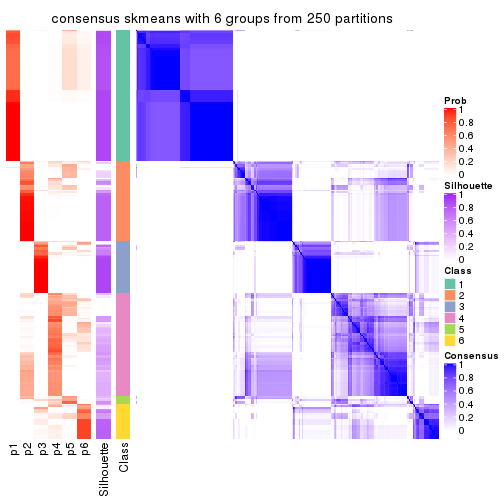 consensus skmeans with 6 groups from 250 partitions
Prob
1
0.8
0.6
0.4
0.2
0
Silhouette
1
0.8
0.6
0.4
0.2
0
Class
1
2
3
4
5
6
Consensus
1
0.8
0.6
0.4
0.2
0
p1
p2
p3
p4
p5
p6
Silhouette
Class